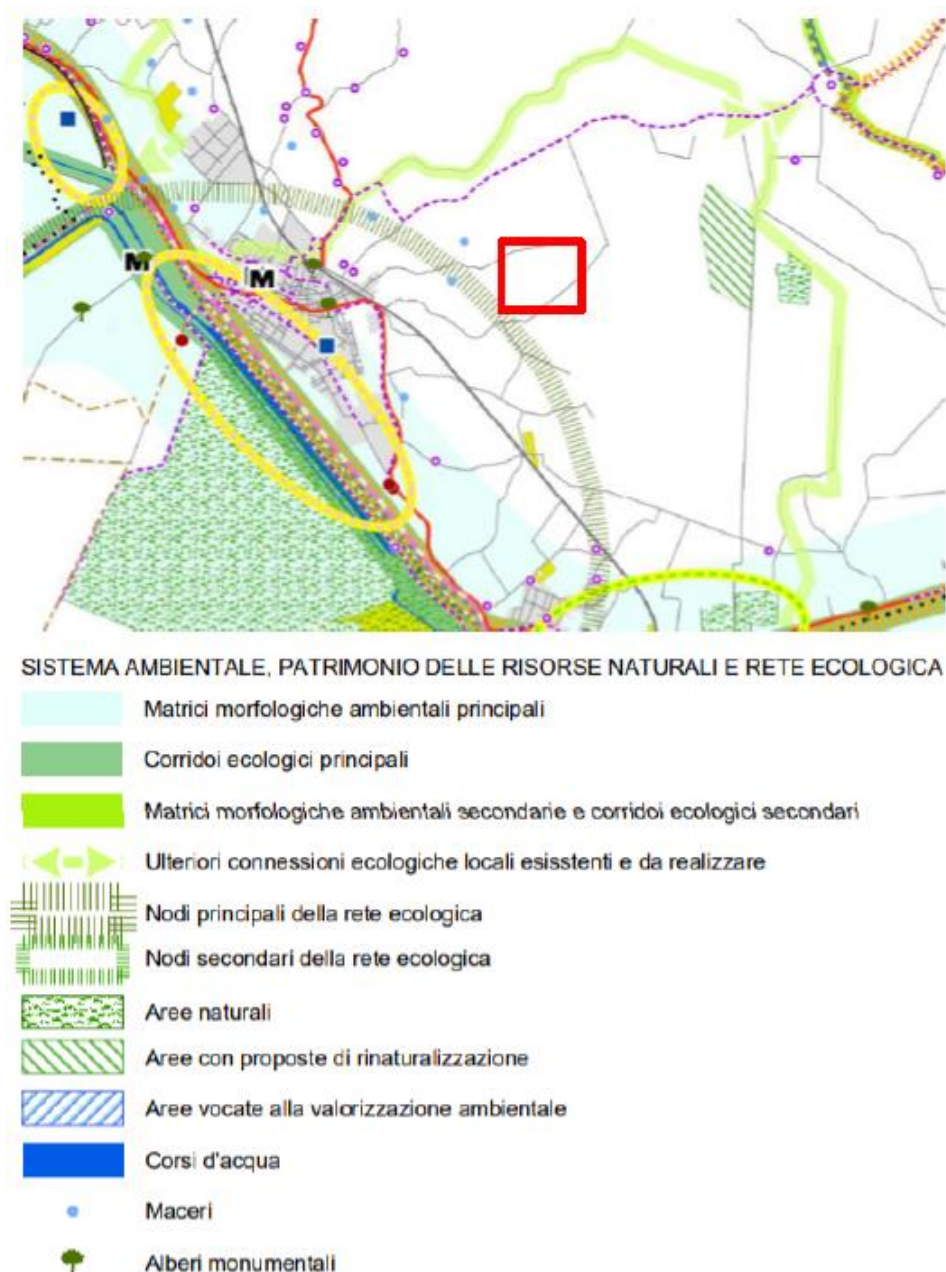 M
M
SISTEMA AMBIENTALE, PATRIMONIO DELLE RISORSE NATURALI E RETE ECOLOGICA
Matrici morfologiche ambientali principali
Corridoi ecologici principali
Matrici morfologiche ambientali secondarie e corridoi ecologici secondari
Ulteriori connessioni ecologiche locali esisstenti e da realizzare
Nodi principali della rete ecologica
Nodi secondari della rete ecologica
Aree naturali
Aree con proposte di rinaturalizzazione
Aree vocate alla valorizzazione ambientale
Corsi d'acqua
Maceri
Alberi monumentali